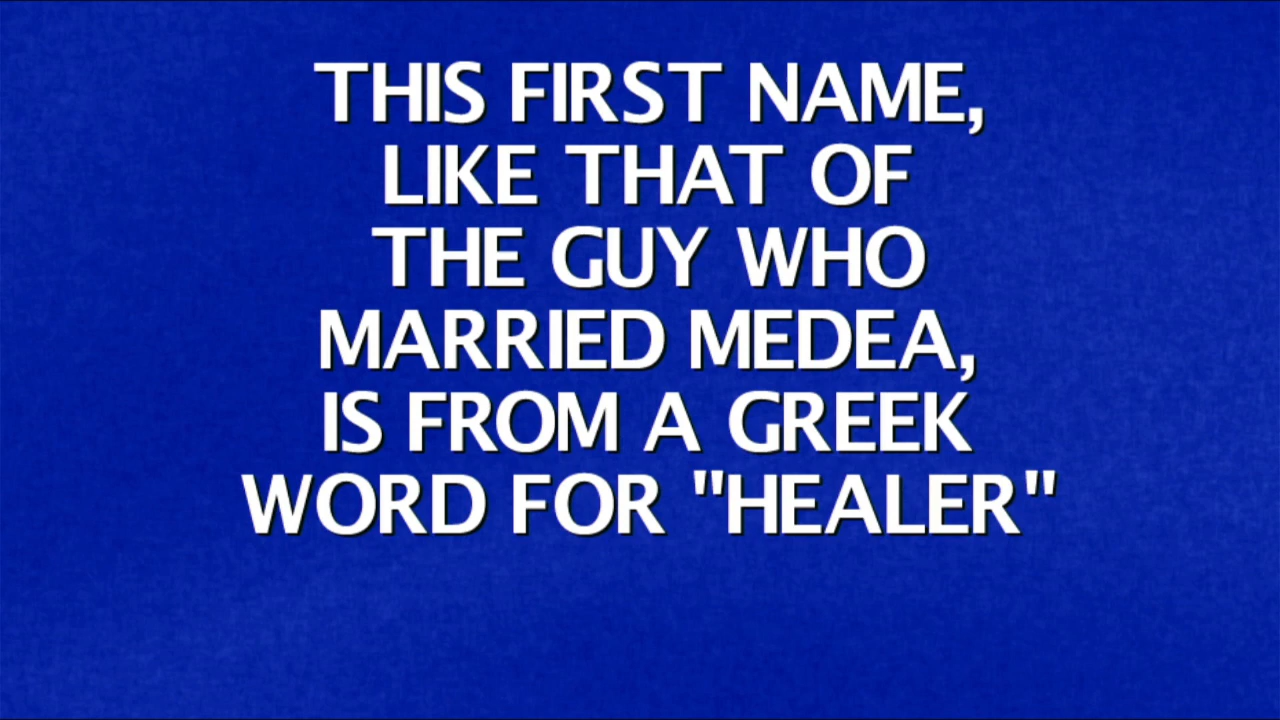 THIS FIRST NAME,
LIKE THAT OF
THE GUY WHO
MARRIED MEDEA,
IS FROM A GREEK
WORD FOR "HEALER"